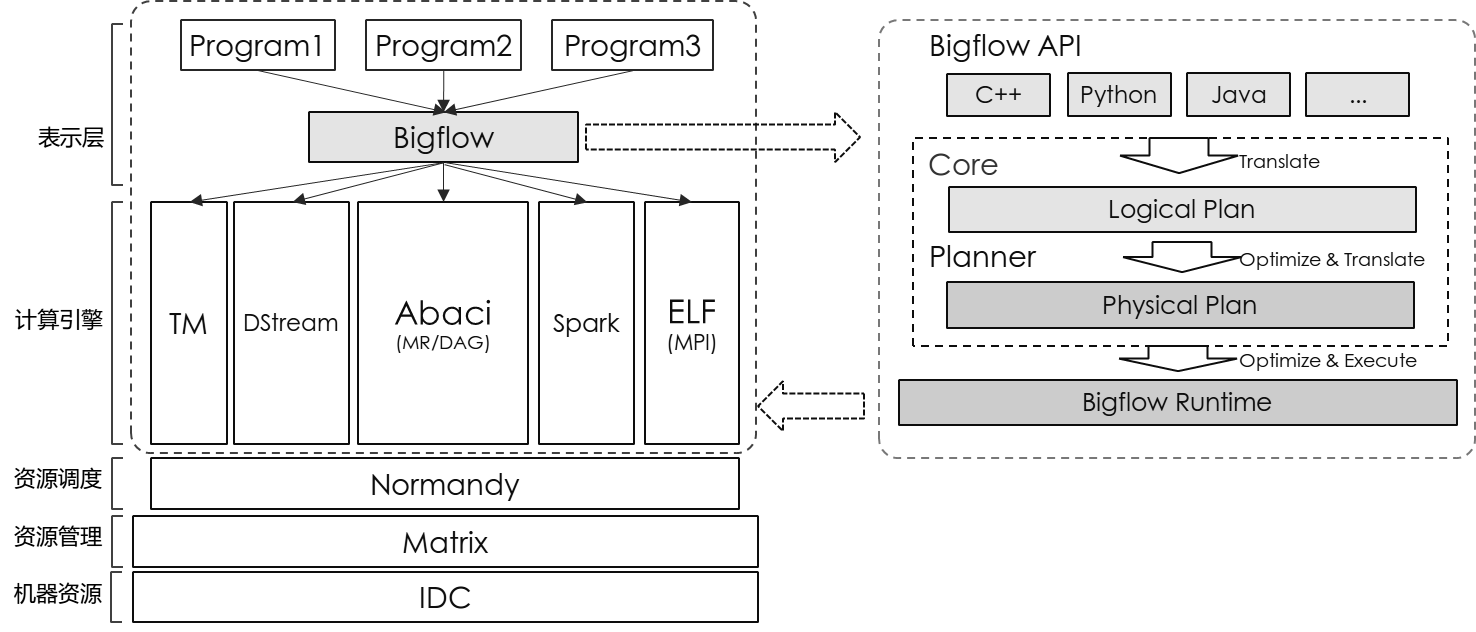 Program1
Program2
Program3
表示层
Bigflow
计算引擎
TM
DStream
Abaci
(MR/DAG)
Spark
ELF
(MPI)
资源调度
Normandy
资源管理
Matrix
机器资源
IDC
Bigflow API
C++
Python
Java
...
Core
Translate
Logical Plan
Planner
Optimize & Translate
Physical Plan
Optimize & Execute
Bigflow Runtime